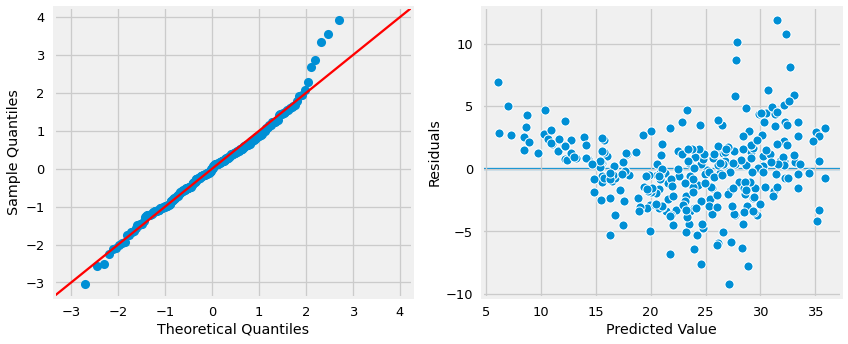 4
3
2
1
0
−1
−2
−3
Sample Quantiles
−3 −2 −1 0 1 2 3 4
Theoretical Quantiles
10
5
0
−5
−10
Residuals
5 10 15 20 25 30 35
Predicted Value